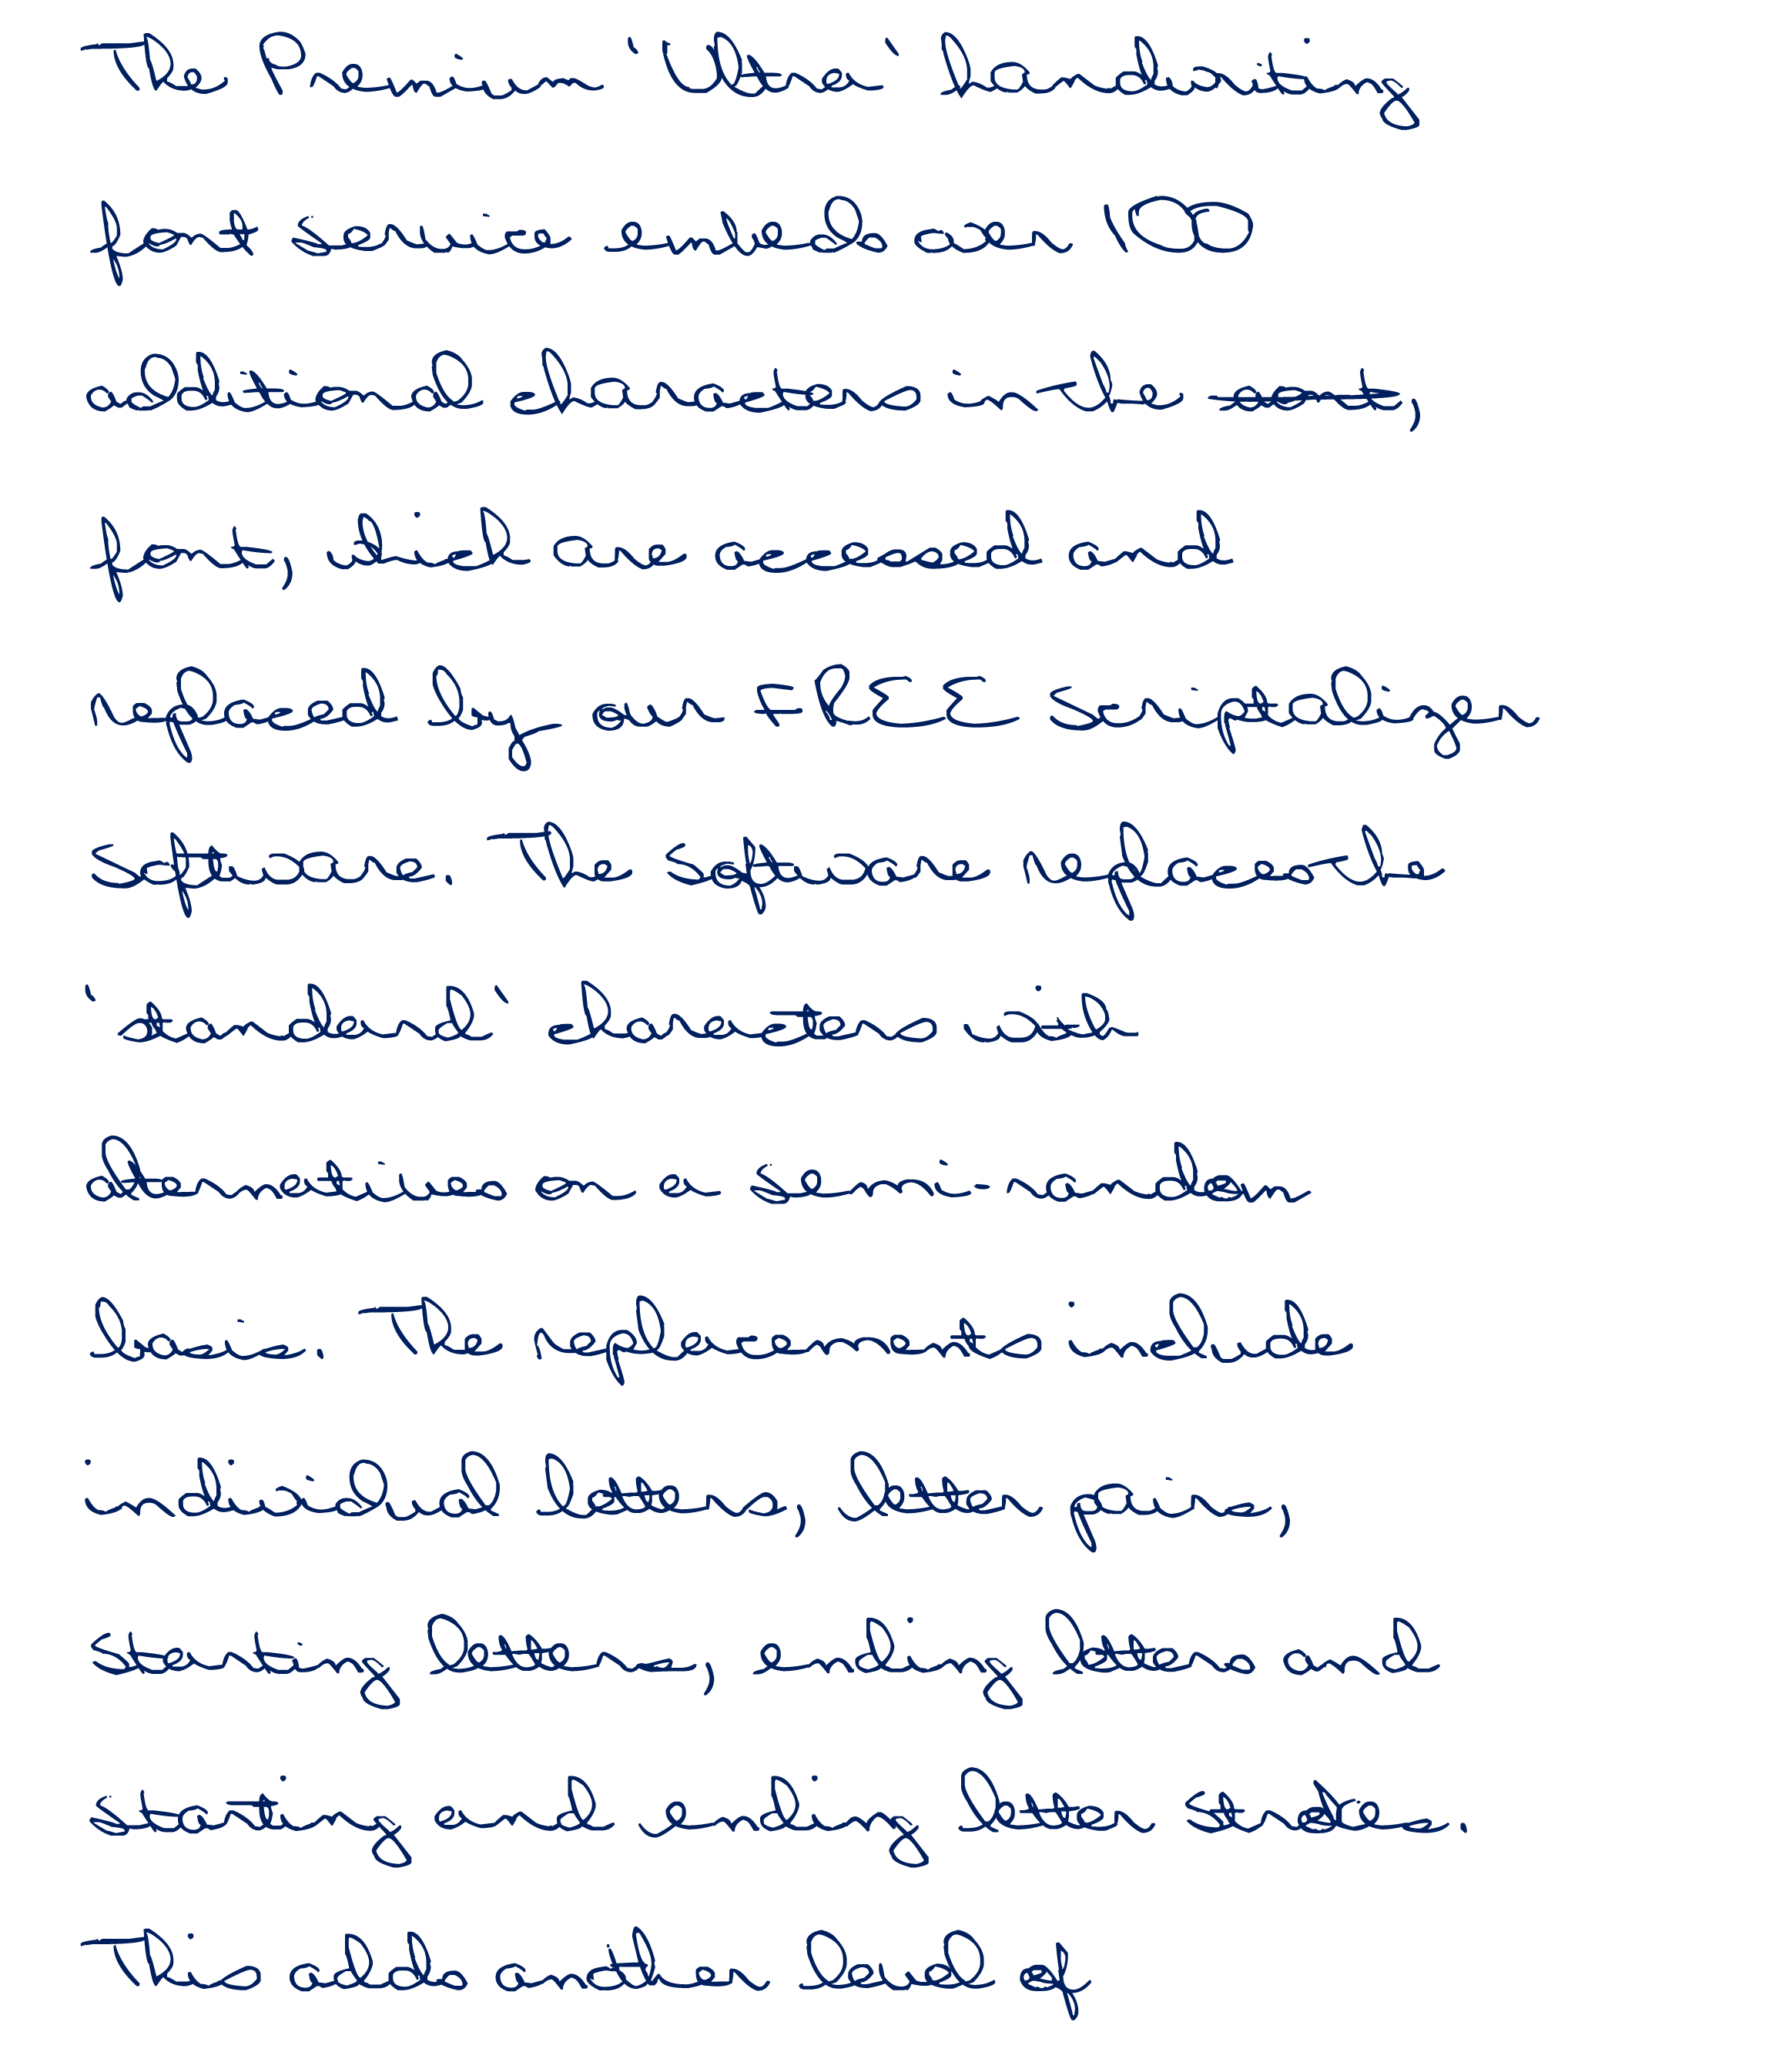 The Premium 'Ultra' handwriting
font service embeds over 100
additional characters in the
font, which are accessed and
replaced by our FREE Scriptalizer
Software. The software replaces the
'standard' characters with
alternatives on a semi-random
basis. The replacements include
individual letters, letter pairs,
starting letters, ending letters and
starting and ending letter strokes.
This adds another level of